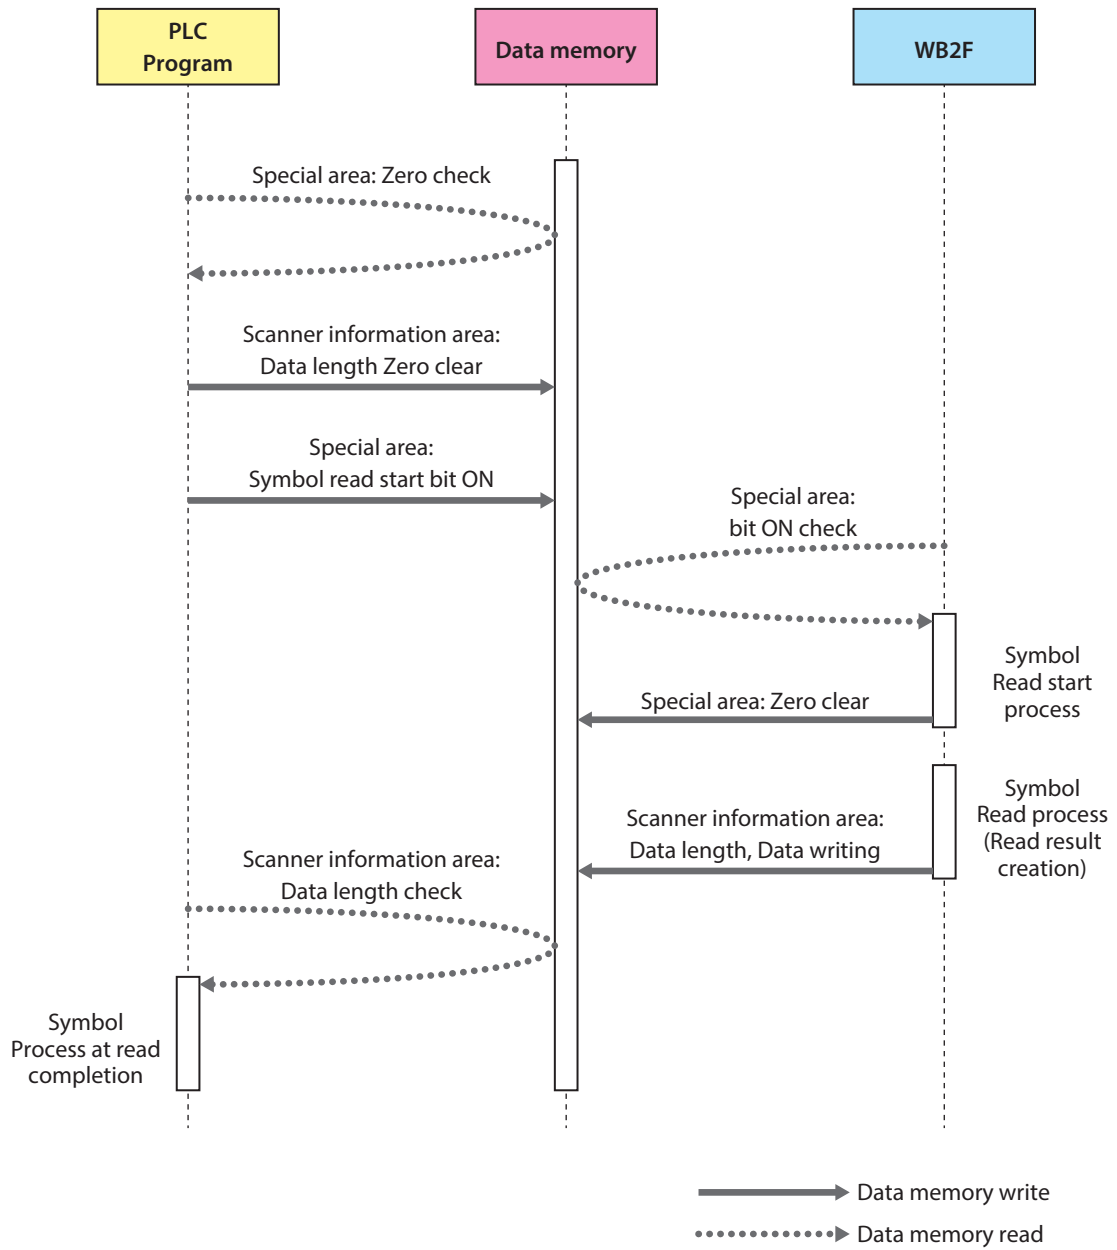 PLC
Program
Data memory
WB2F
Special area: Zero check
Scanner information area:
Data length Zero clear
Special area:
Symbol read start bit ON
Special area:
bit ON check
Symbol
Read start
process
Special area: Zero clear
Symbol
Read process
(Read result
creation)
Scanner information area:
Data length, Data writing
Scanner information area:
Data length check
Symbol
Process at read
completion
Data memory write
Data memory read